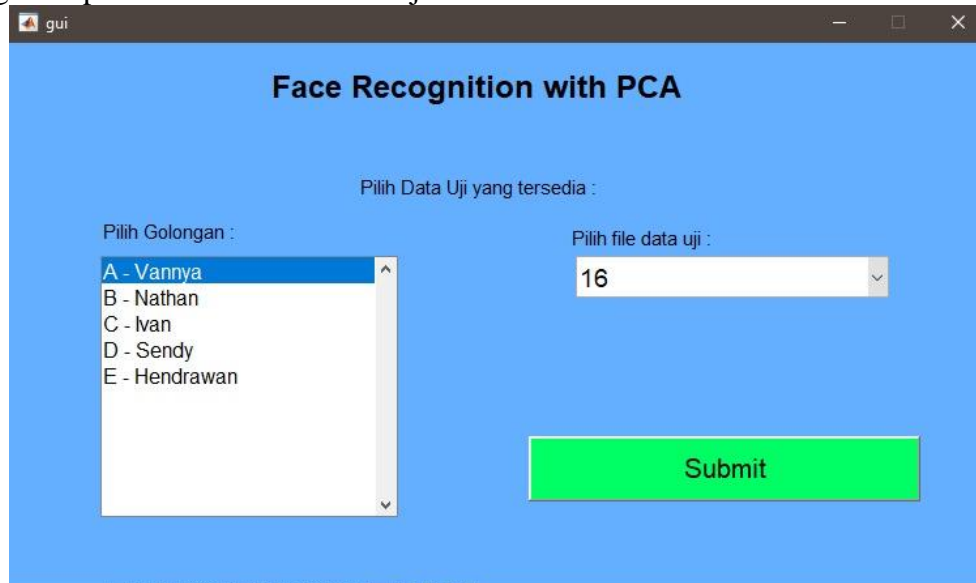 gui
Face Recognition with PCA
Pilih Data Uji yang tersedia :
Pilih Golongan :
A - Vannya
B - Nathan
C - Ivan
D - Sendy
E - Hendrawan
Pilih file data uji :
16
Submit